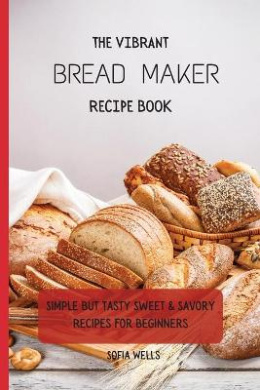 THE VIBRANT
BREAD MAKER
RECIPE BOOK
SIMPLE BUT TASTY SWEET & SAVORY
RECIPES FOR BEGINNERS
SOFIA WELLS